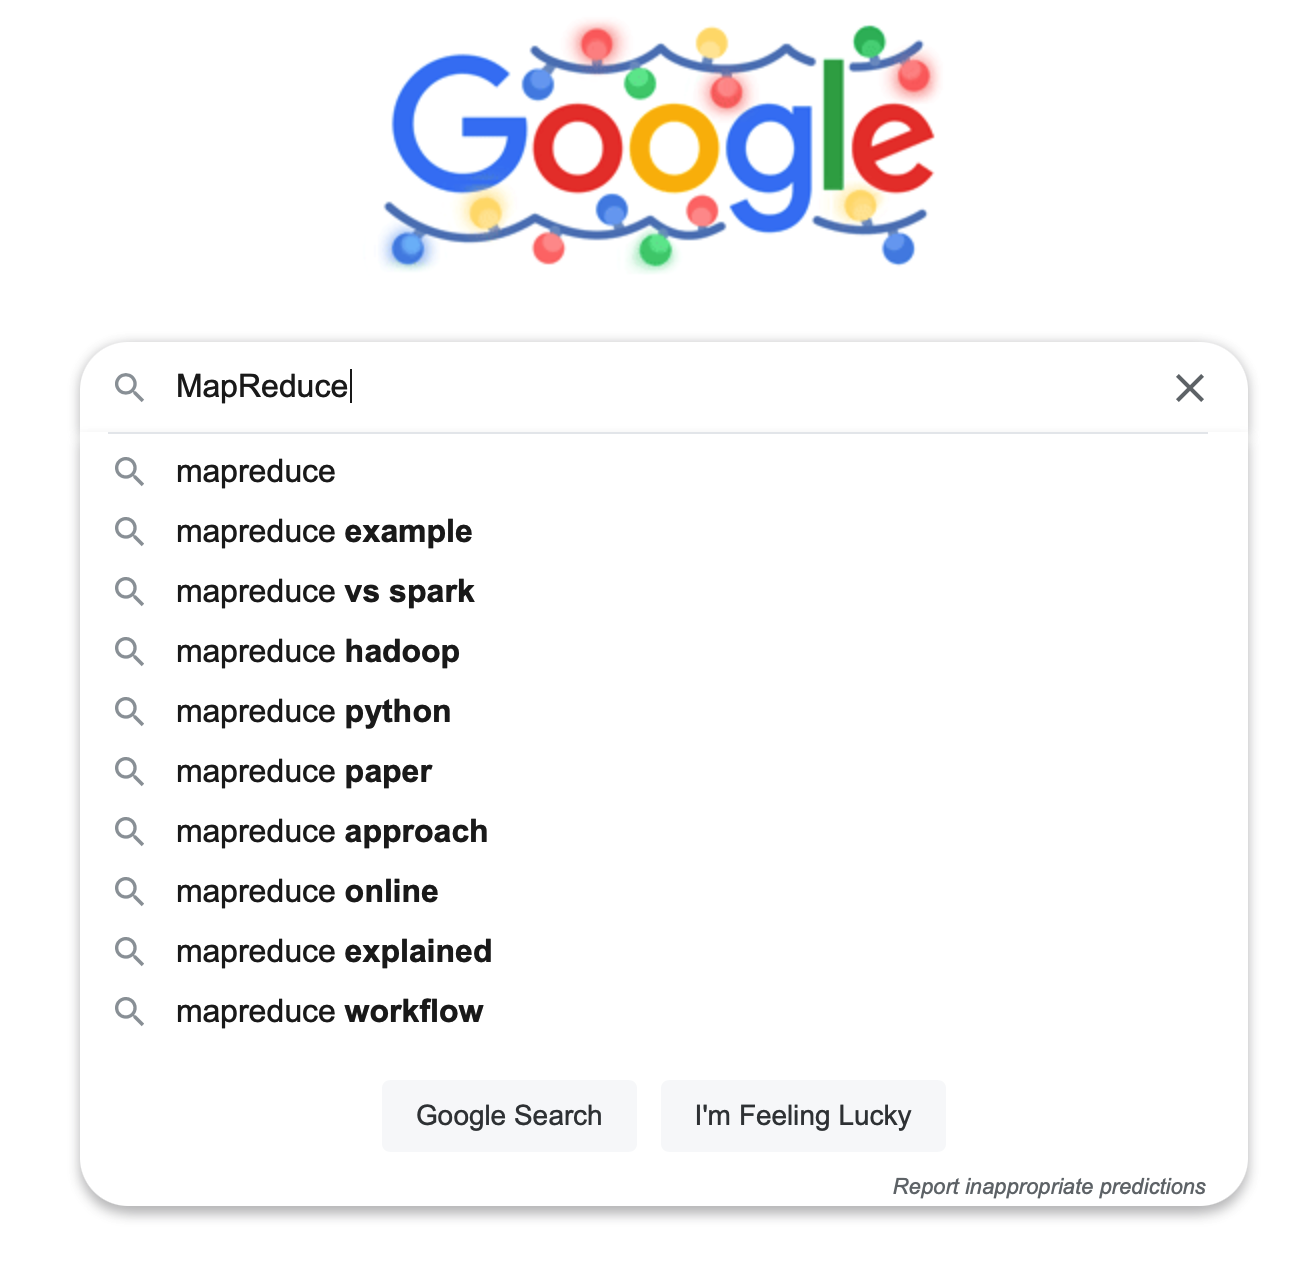 Google
MapReduce
mapreduce
mapreduce example
mapreduce vs spark
mapreduce hadoop
mapreduce python
mapreduce paper
mapreduce approach
mapreduce online
mapreduce explained
mapreduce workflow
Google Search
I'm Feeling Lucky
Report inappropriate predictions